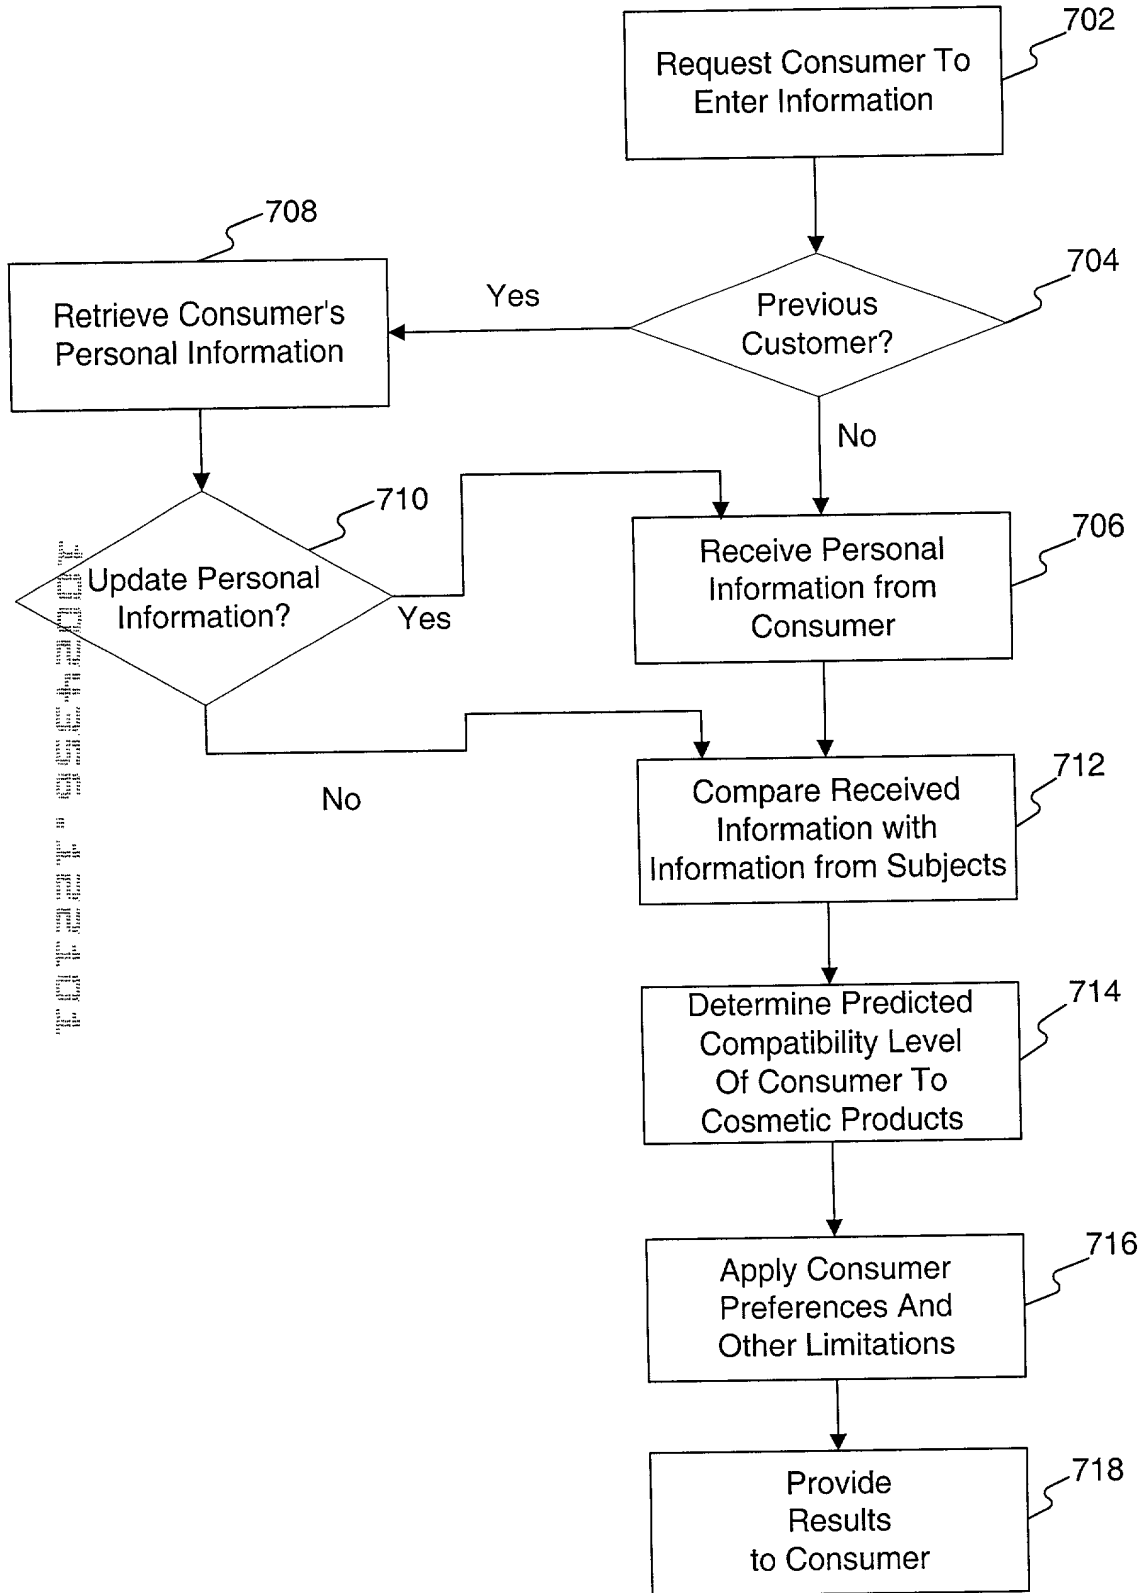 702
Request Consumer To
Enter Information
708
704
Yes
Previous
Customer?
Retrieve Consumer's
Personal Information
No
710
706
Update Personal
Information?
Yes
Receive Personal
Information from
Consumer
712
No
Compare Received
Information with
Information from Subjects
714
Determine Predicted
Compatibility Level
Of Consumer To
Cosmetic Products
716
Apply Consumer
Preferences And
Other Limitations
718
Provide
Results
to Consumer